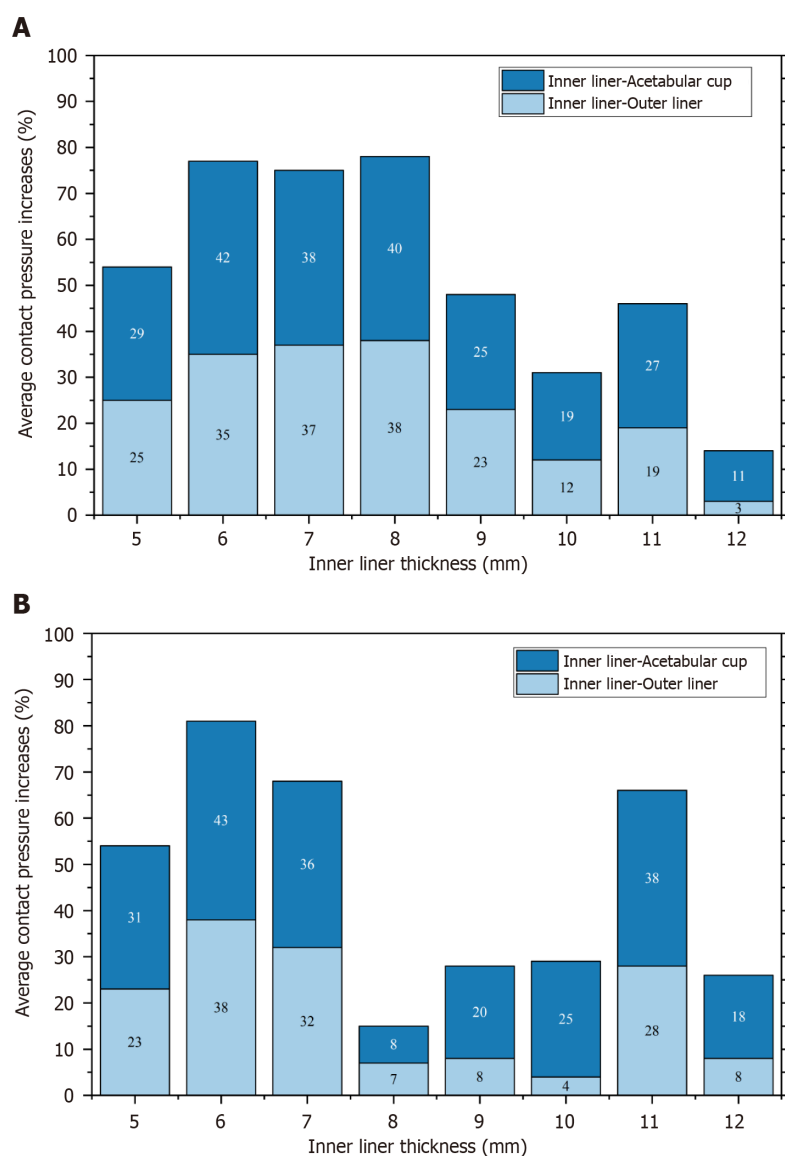 A
Average contact pressure increases (%)
100
90
80
70
60
50
40
30
20
10
0
Inner liner-Acetabular cup
Inner liner-Outer liner
29 42 38 40 25 19 27 11
25 35 37 38 23 12 19 3
5 6 7 8 9 10 11 12
Inner liner thickness (mm)
B
Average contact pressure increases (%)
100
90
80
70
60
50
40
30
20
10
0
Inner liner-Acetabular cup
Inner liner-Outer liner
31 43 36 8 20 25 38 18
23 38 32 7 8 4 28 8
5 6 7 8 9 10 11 12
Inner liner thickness (mm)